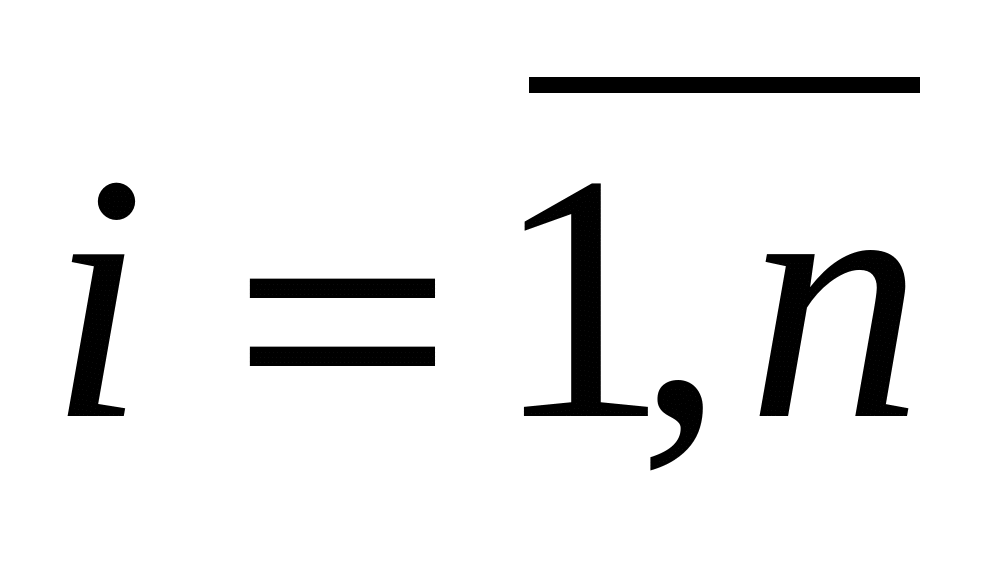 i = \overline{1,n}